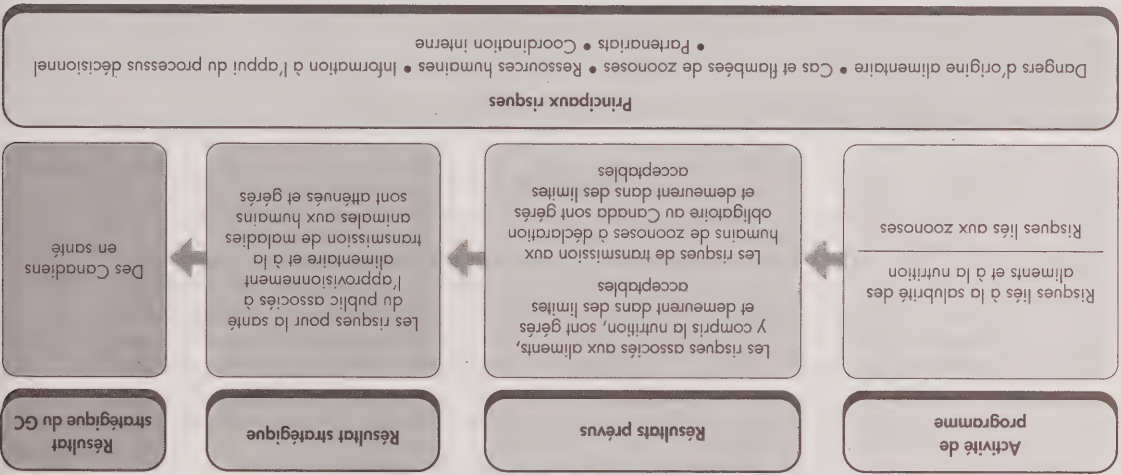 Activité de
programme
Résultats prévus
Résultat stratégique
Résultat
stratégique du GC
Risques liés à la salubrité des
aliments et à la nutrition
Risques liés aux zoonoses
Les risques associés aux aliments,
y compris la nutrition, sont gérés
et demeurent dans des limites
acceptables
Les risques de transmission aux
humains de zoonoses à déclaration
obligatoire au Canada sont gérés
et demeurent dans des limites
acceptables
Les risques pour la santé
du public associés à
l'approvisionnement
alimentaire et à la
transmission de maladies
animales aux humains
sont atténués et gérés
Des Canadiens
en santé
Principaux risques
Dangers d'origine alimentaire • Cas et flambées de zoonoses • Ressources humaines • Information à l'appui du processus décisionnel
• Partenariats • Coordination interne